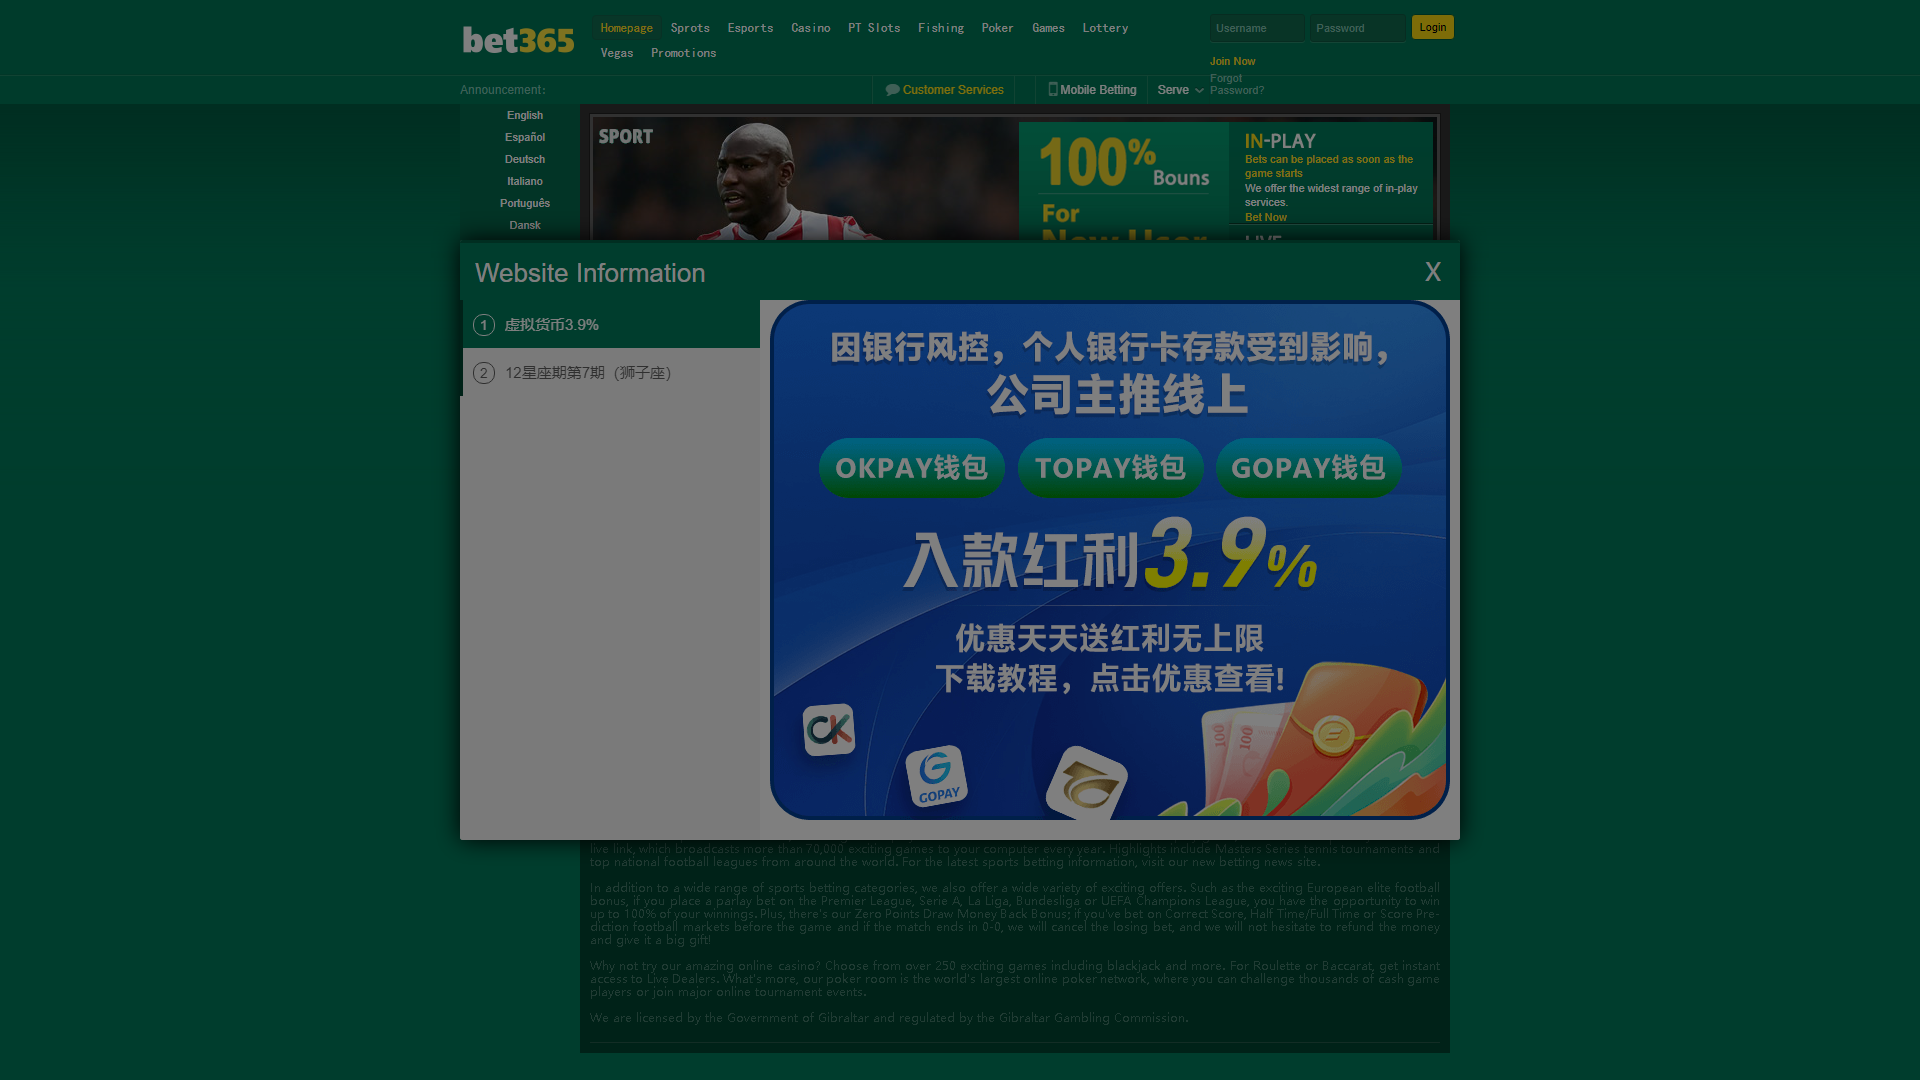 bet365
Homepage Sprots Esports Casino PT Slots Fishing Poker Games Lottery
Vegas Promotions
Username Password Login
Join Now
Forgot
Password?
Announcement:
Customer Services
Mobile Betting
Serve
English
Español
Deutsch
Italiano
Português
Dansk
SPORT
100%
Bouns
For
New User
IN-PLAY
Bets can be placed as soon as the
game starts
We offer the widest range of in-play
services.
Bet Now
LIVE
Website Information
X
1 虚拟货币3.9%
2 12星座期第7期（狮子座）
因银行风控，个人银行卡存款受到影响，
公司主推线上
OKPAY钱包 TOPAY钱包 GOPAY钱包
入款红利3.9%
优惠天天送红利无上限
下载教程，点击优惠查看!
GOPAY
100
100
live link, which broadcasts more than 70,000 exciting games to your computer every year. Highlights include Masters Series tennis tournaments and
top national football leagues from around the world. For the latest sports betting information, visit our new betting news site.
In addition to a wide range of sports betting categories, we also offer a wide variety of exciting offers. Such as the exciting European elite football
bonus, if you place a parlay bet on the Premier League, Serie A, La Liga, Bundesliga or UEFA Champions League, you have the opportunity to win
up to 100% of your winnings. Plus, there's our Zero Points Draw Money Back Bonus; if you've bet on Correct Score, Half Time/Full Time or Score Pre-
diction football markets before the game and if the match ends in 0-0, we will cancel the losing bet, and we will not hesitate to refund the money
and give it a big gift!
Why not try our amazing online casino? Choose from over 250 exciting games including blackjack and more. For Roulette or Baccarat, get instant
access to Live Dealers. What's more, our poker room is the world's largest online poker network, where you can challenge thousands of cash game
players or join major online tournament events.
We are licensed by the Government of Gibraltar and regulated by the Gibraltar Gambling Commission.